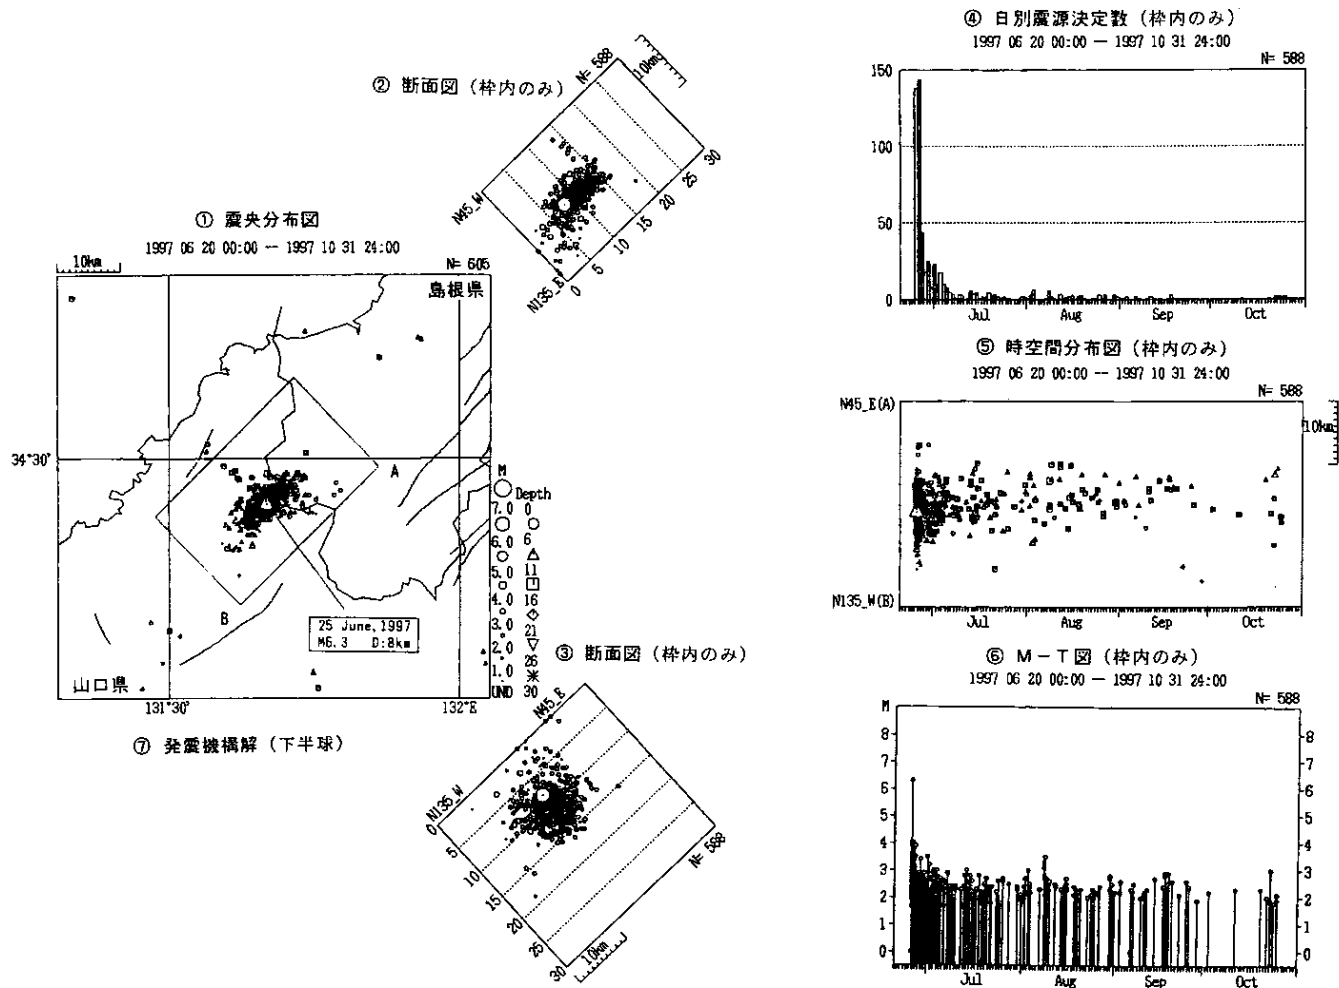 ① 震央分布図
1997 06 20 00:00 -- 1997 10 31 24:00
10km
N= 605
島根県
34°30'
A
B
25 June, 1997
M6.3 D:8km
山口県
131°30'
132°E
M
Depth
7.0 0
6.0 6
5.0 11
4.0 16
3.0 21
2.0 26
1.0 30
UND
② 断面図 (枠内のみ)
N= 588
10km
N45_W
N135_E
0 5 10 15 20 25 30
③ 断面図 (枠内のみ)
N45_E
N135_W
0 5 10 15 20 25 30
N= 588
10km
④ 日別震源決定数 (枠内のみ)
1997 06 20 00:00 -- 1997 10 31 24:00
N= 588
150
100
50
0
Jul Aug Sep Oct
⑤ 時空間分布図 (枠内のみ)
1997 06 20 00:00 -- 1997 10 31 24:00
N= 588
N45_E(A)
10km
N135_W(B)
Jul Aug Sep Oct
⑥ M－T図 (枠内のみ)
1997 06 20 00:00 -- 1997 10 31 24:00
N= 588
M
8 8
7 7
6 6
5 5
4 4
3 3
2 2
1 1
0 0
Jul Aug Sep Oct
⑦ 発震機構解 (下半球)